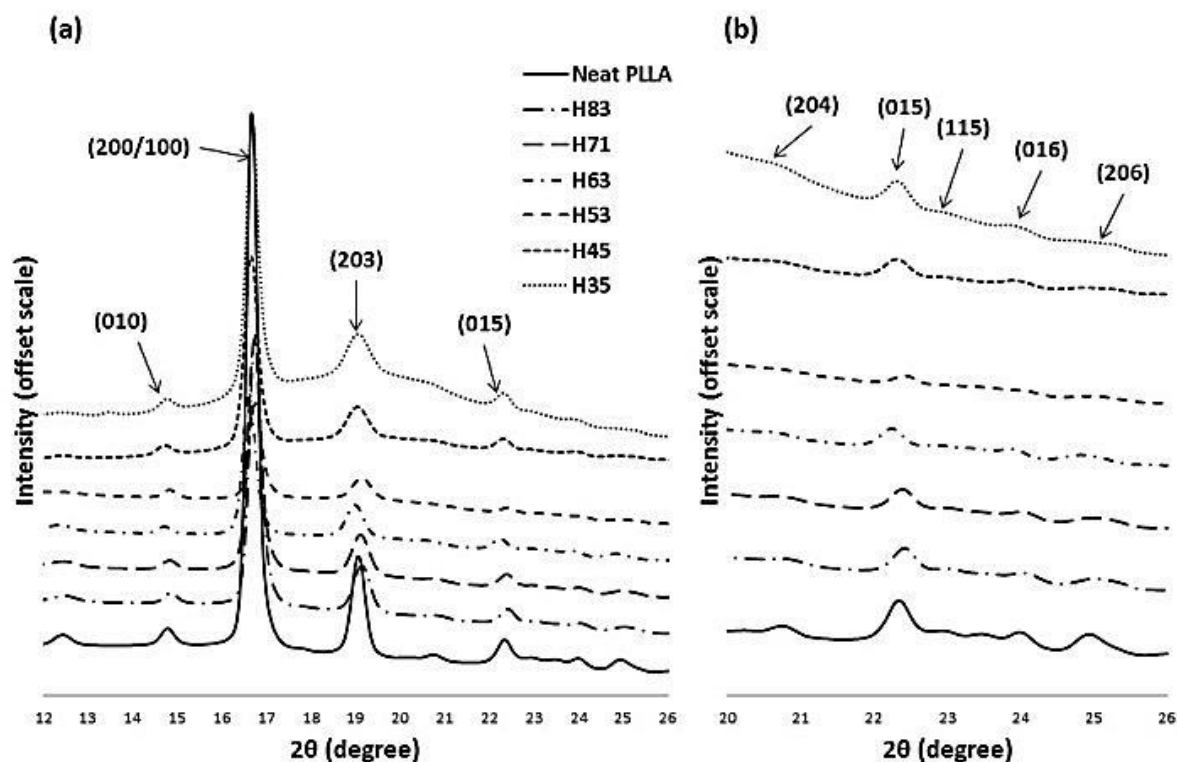 (a)
Neat PLLA
H83
H71
H63
H53
H45
H35
(200/100)
(203)
(010)
(015)
Intensity (offset scale)
12 13 14 15 16 17 18 19 20 21 22 23 24 25 26
2θ (degree)
(b)
(204)
(015)
(115)
(016)
(206)
Intensity (offset scale)
20 21 22 23 24 25 26
2θ (degree)